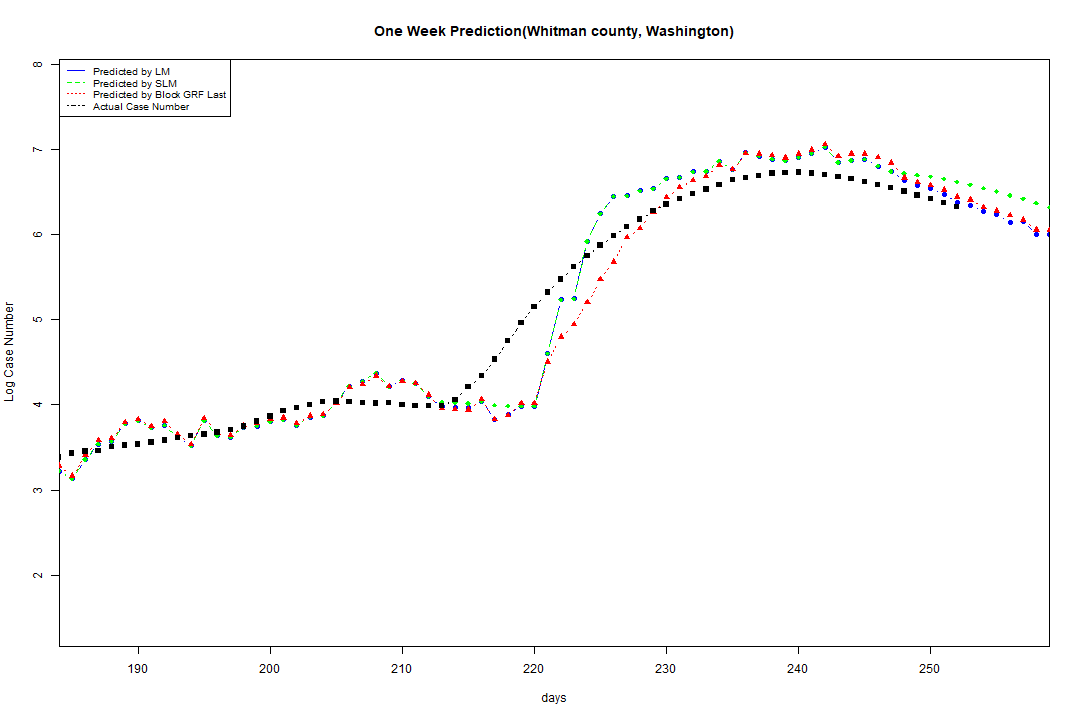 One Week Prediction(Whitman county, Washington)
Predicted by LM
Predicted by SLM
Predicted by Block GRF Last
Actual Case Number
Log Case Number
8
7
6
5
4
3
2
190 200 210 220 230 240 250
days